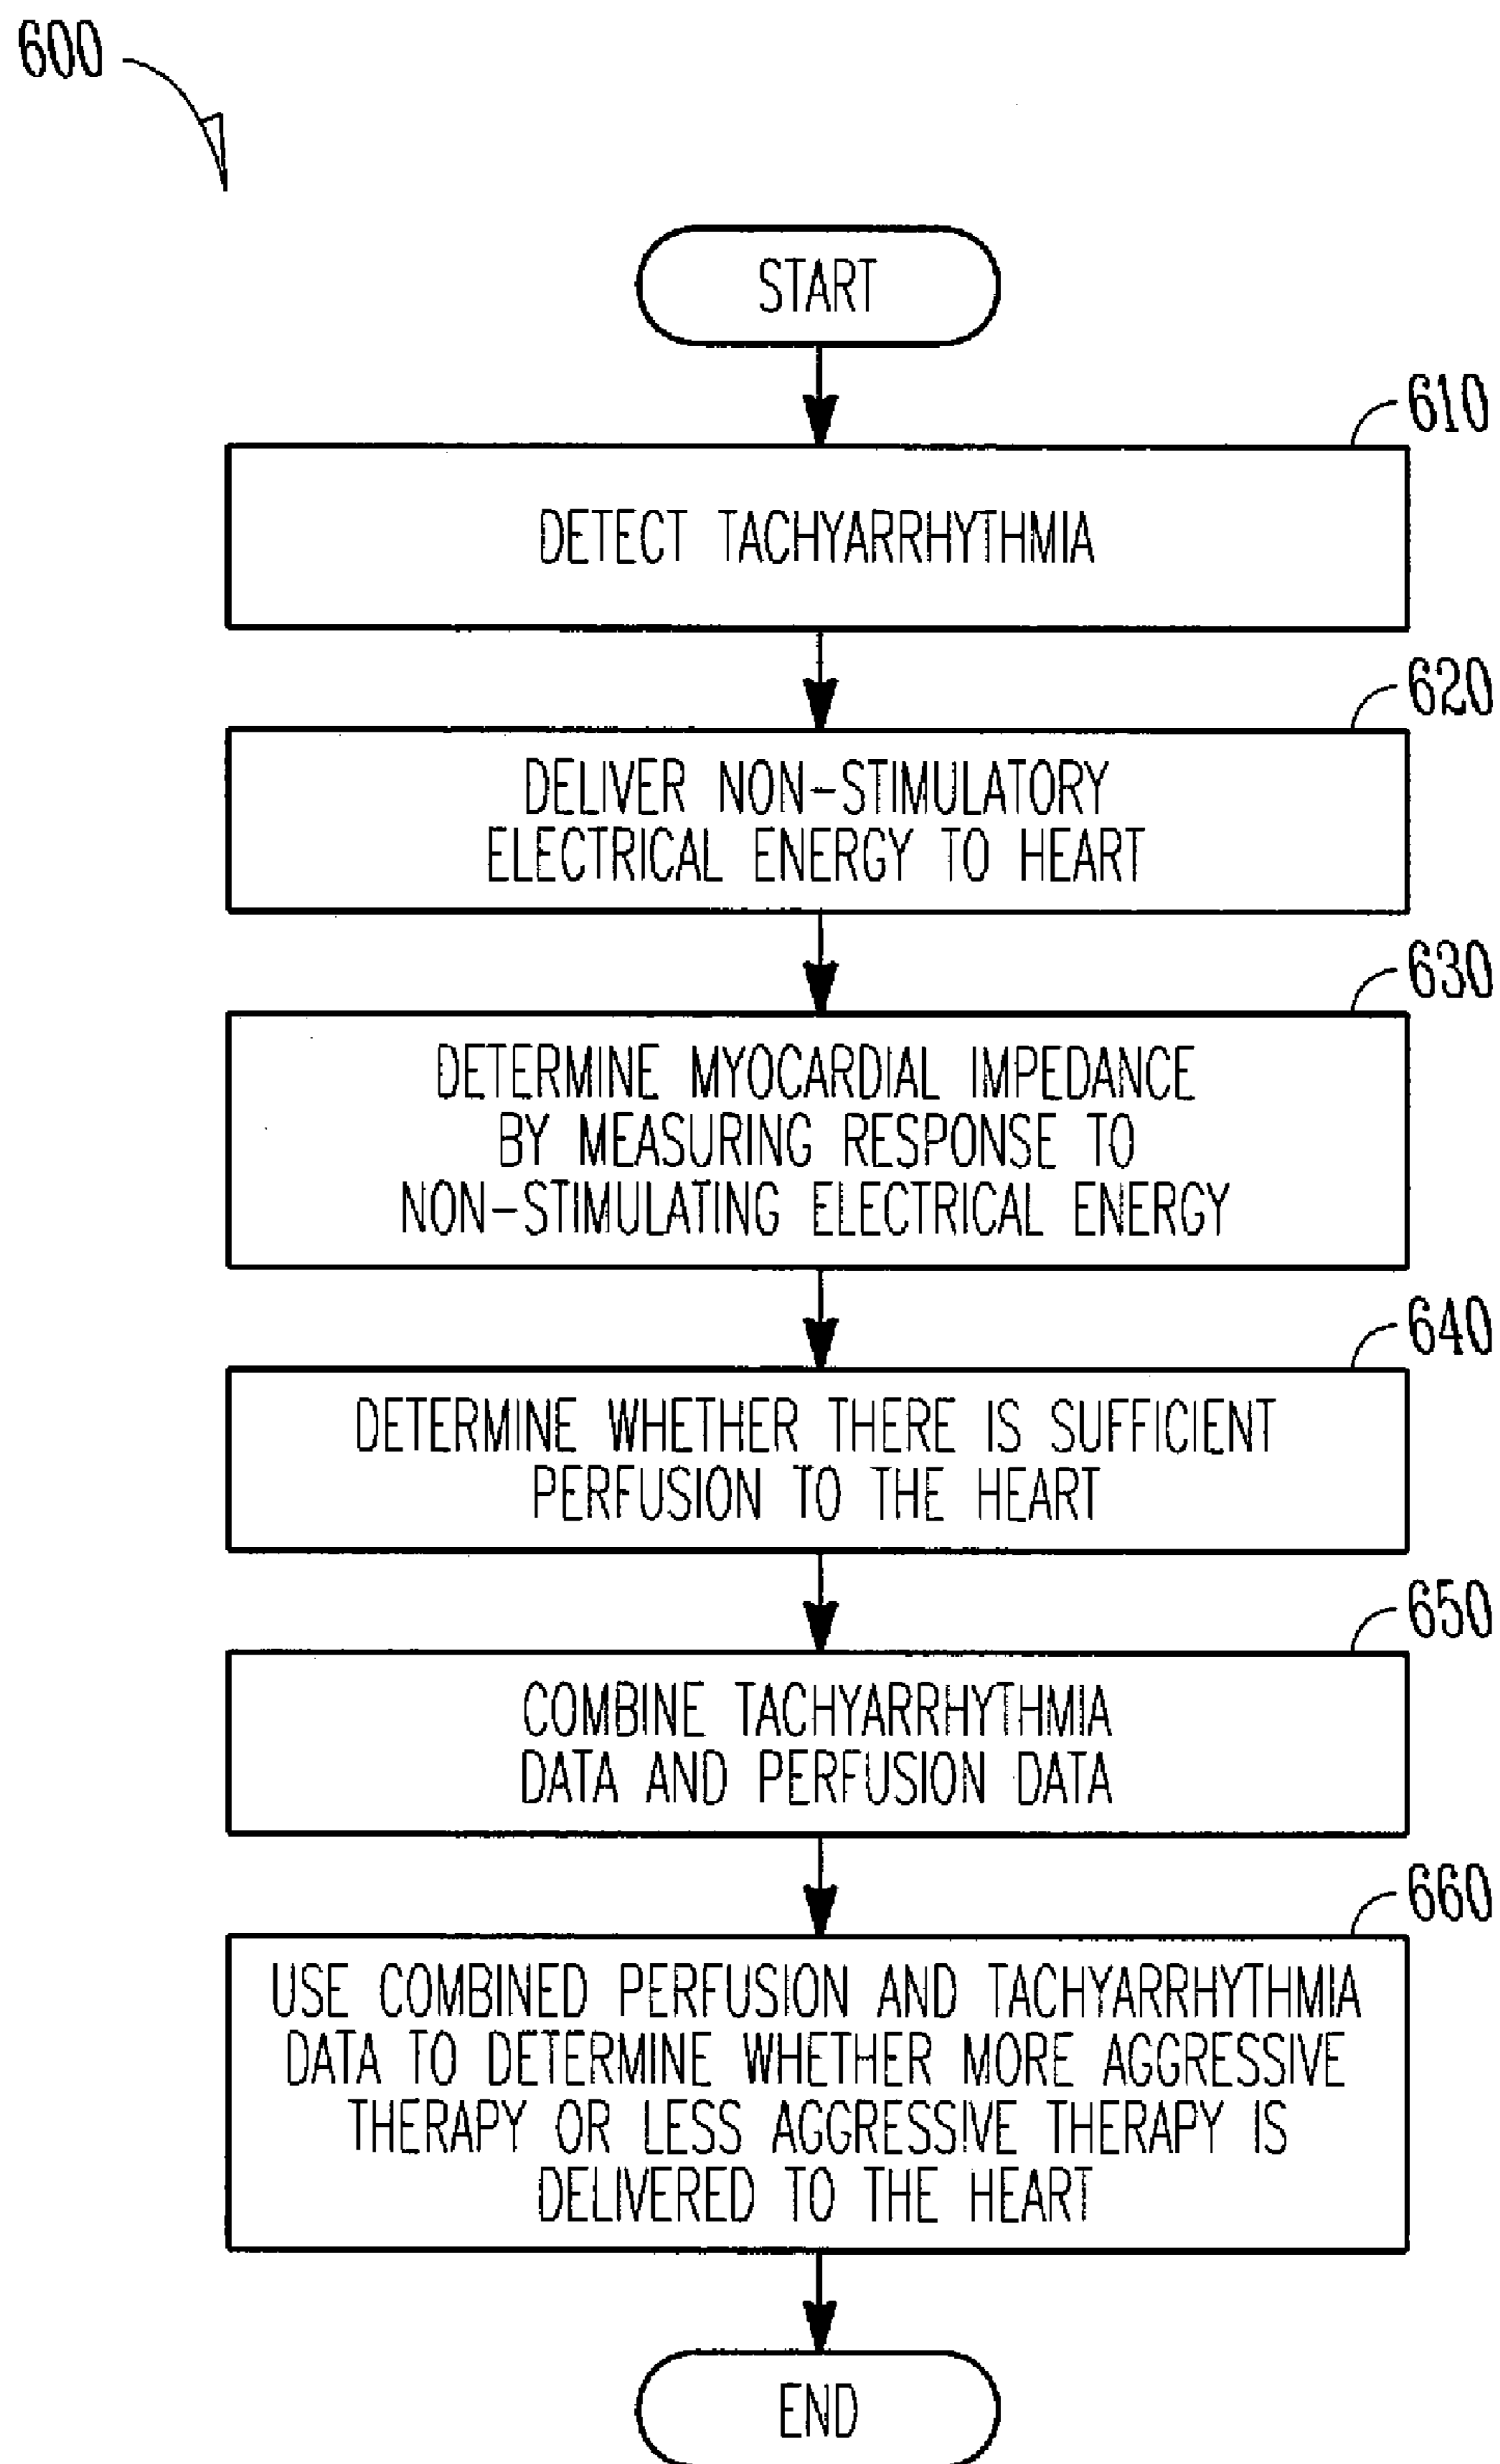 600
START
610
DETECT TACHYARRHYTHMIA
620
DELIVER NON-STIMULATORY
ELECTRICAL ENERGY TO HEART
630
DETERMINE MYOCARDIAL IMPEDANCE
BY MEASURING RESPONSE TO
NON-STIMULATING ELECTRICAL ENERGY
640
DETERMINE WHETHER THERE IS SUFFICIENT
PERFUSION TO THE HEART
650
COMBINE TACHYARRHYTHMIA
DATA AND PERFUSION DATA
660
USE COMBINED PERFUSION AND TACHYARRHYTHMIA
DATA TO DETERMINE WHETHER MORE AGGRESSIVE
THERAPY OR LESS AGGRESSIVE THERAPY IS
DELIVERED TO THE HEART
END